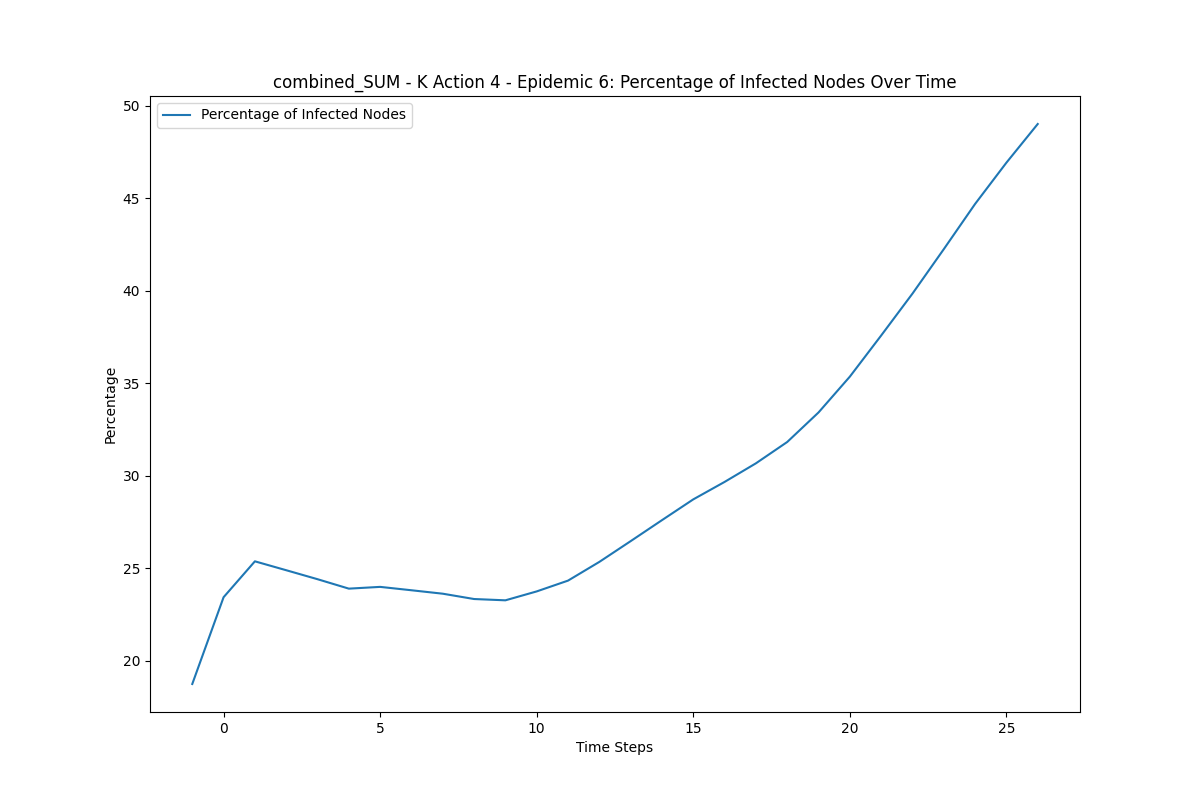 combined_SUM - K Action 4 - Epidemic 6: Percentage of Infected Nodes Over Time
Percentage of Infected Nodes
50
45
40
35
30
25
20
Percentage
0 5 10 15 20 25
Time Steps